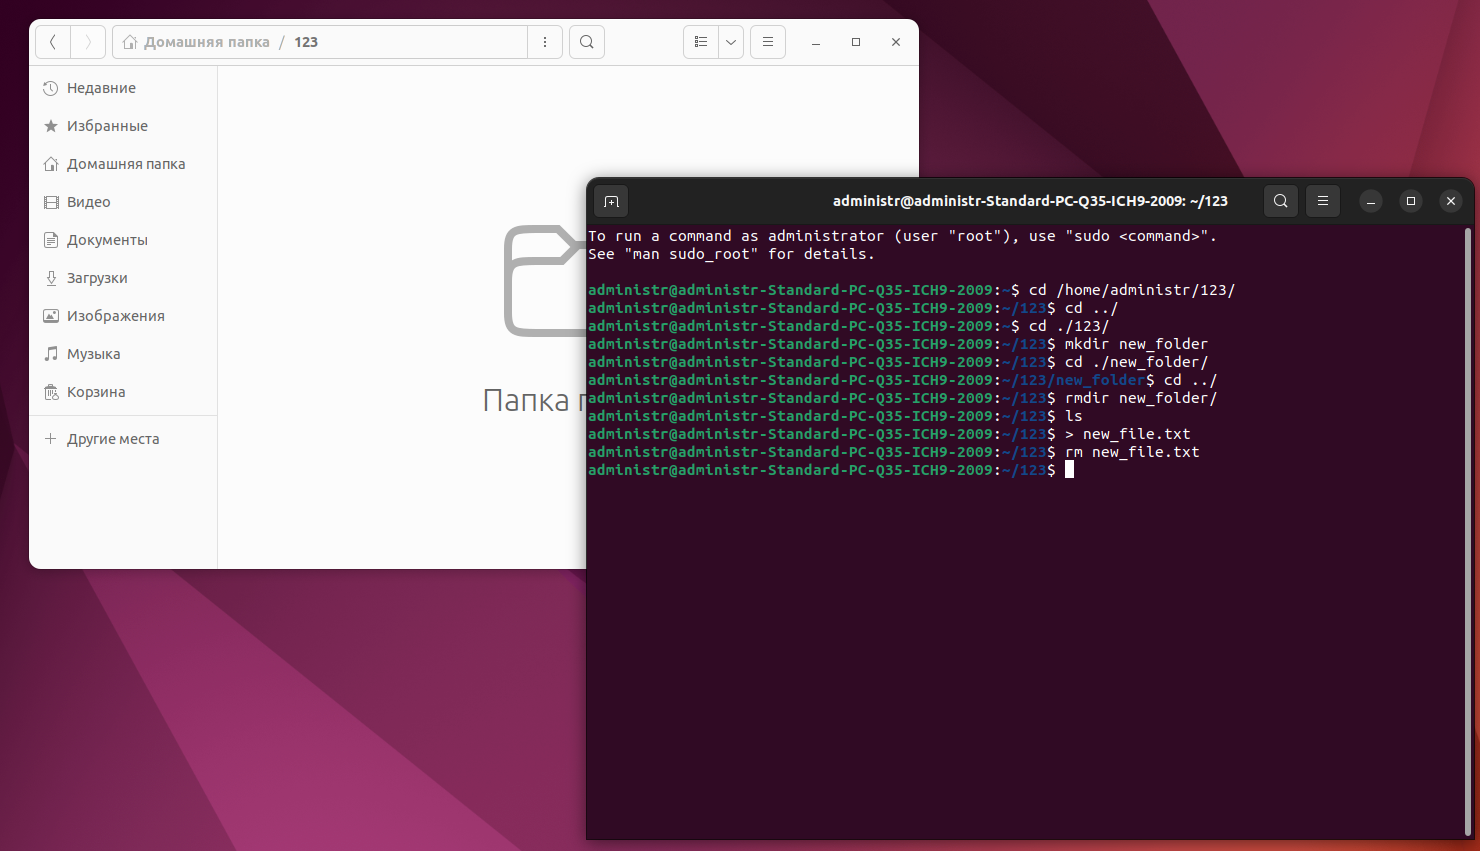 Домашняя папка / 123
Недавние
Избранные
Домашняя папка
Видео
Документы
Загрузки
Изображения
Музыка
Корзина
Другие места
Папка
administr@administr-Standard-PC-Q35-ICH9-2009: ~/123
To run a command as administrator (user "root"), use "sudo <command>".
See "man sudo_root" for details.
administr@administr-Standard-PC-Q35-ICH9-2009:~$ cd /home/administr/123/
administr@administr-Standard-PC-Q35-ICH9-2009:~/123$ cd ../
administr@administr-Standard-PC-Q35-ICH9-2009:~$ cd ./123/
administr@administr-Standard-PC-Q35-ICH9-2009:~/123$ mkdir new_folder
administr@administr-Standard-PC-Q35-ICH9-2009:~/123$ cd ./new_folder/
administr@administr-Standard-PC-Q35-ICH9-2009:~/123/new_folder$ cd ../
administr@administr-Standard-PC-Q35-ICH9-2009:~/123$ rmdir new_folder/
administr@administr-Standard-PC-Q35-ICH9-2009:~/123$ ls
administr@administr-Standard-PC-Q35-ICH9-2009:~/123$ > new_file.txt
administr@administr-Standard-PC-Q35-ICH9-2009:~/123$ rm new_file.txt
administr@administr-Standard-PC-Q35-ICH9-2009:~/123$